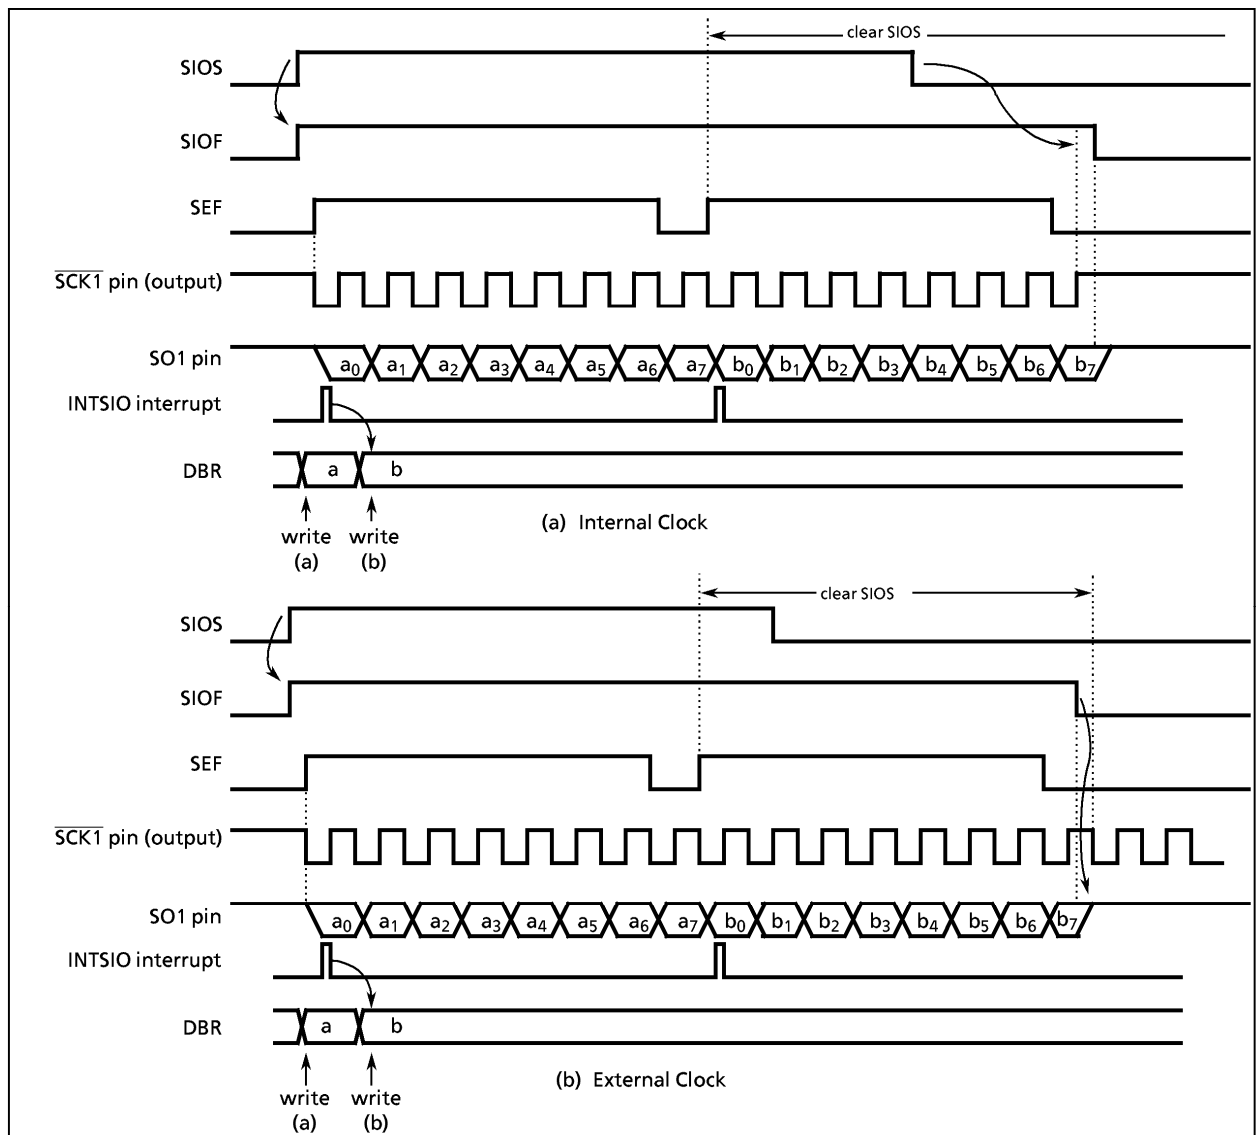 clear SIOS
SIOS
SIOF
SEF
SCK1 pin (output)
SO1 pin
a0 a1 a2 a3 a4 a5 a6 a7 b0 b1 b2 b3 b4 b5 b6 b7
INTSIO interrupt
DBR
a b
write write
(a) (b)
(a) Internal Clock
clear SIOS
SIOS
SIOF
SEF
SCK1 pin (output)
SO1 pin
a0 a1 a2 a3 a4 a5 a6 a7 b0 b1 b2 b3 b4 b5 b6 b7
INTSIO interrupt
DBR
a b
write write
(a) (b)
(b) External Clock